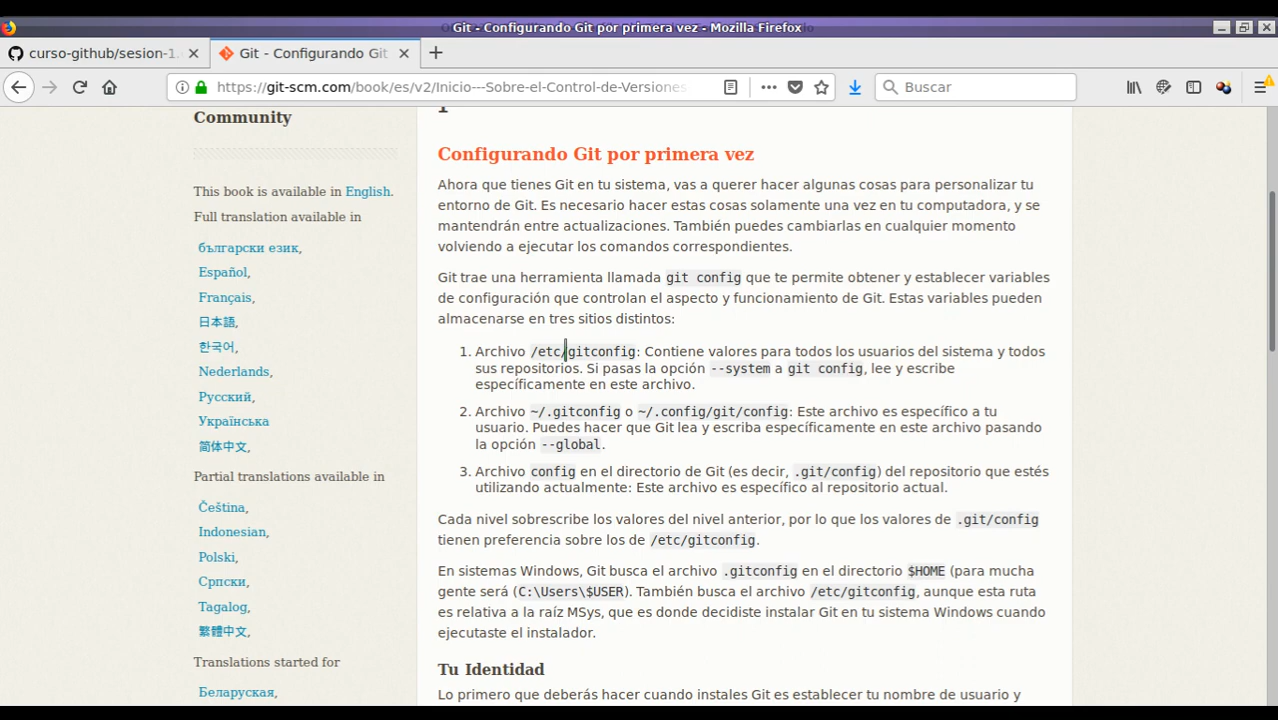 Git - Configurando Git por primera vez - Mozilla Firefox
curso-github/sesion-1.
Git - Configurando Git
https://git-scm.com/book/es/v2/Inicio---Sobre-el-Control-de-Versiones
Buscar
Community
This book is available in English.
Full translation available in
български език,
Español,
Français,
日本語,
한국어,
Nederlands,
Русский,
Українська
简体中文,
Partial translations available in
Čeština,
Indonesian,
Polski,
Српски,
Tagalog,
繁體中文,
Translations started for
Беларуская,
Configurando Git por primera vez
Ahora que tienes Git en tu sistema, vas a querer hacer algunas cosas para personalizar tu
entorno de Git. Es necesario hacer estas cosas solamente una vez en tu computadora, y se
mantendrán entre actualizaciones. También puedes cambiarlas en cualquier momento
volviendo a ejecutar los comandos correspondientes.
Git trae una herramienta llamada git config que te permite obtener y establecer variables
de configuración que controlan el aspecto y funcionamiento de Git. Estas variables pueden
almacenarse en tres sitios distintos:
1. Archivo /etc/gitconfig: Contiene valores para todos los usuarios del sistema y todos
sus repositorios. Si pasas la opción --system a git config, lee y escribe
específicamente en este archivo.
2. Archivo ~/.gitconfig o ~/.config/git/config: Este archivo es específico a tu
usuario. Puedes hacer que Git lea y escriba específicamente en este archivo pasando
la opción --global.
3. Archivo config en el directorio de Git (es decir, .git/config) del repositorio que estés
utilizando actualmente: Este archivo es específico al repositorio actual.
Cada nivel sobrescribe los valores del nivel anterior, por lo que los valores de .git/config
tienen preferencia sobre los de /etc/gitconfig.
En sistemas Windows, Git busca el archivo .gitconfig en el directorio $HOME (para mucha
gente será (C:\Users\$USER). También busca el archivo /etc/gitconfig, aunque esta ruta
es relativa a la raíz MSys, que es donde decidiste instalar Git en tu sistema Windows cuando
ejecutaste el instalador.
Tu Identidad
Lo primero que deberás hacer cuando instales Git es establecer tu nombre de usuario y